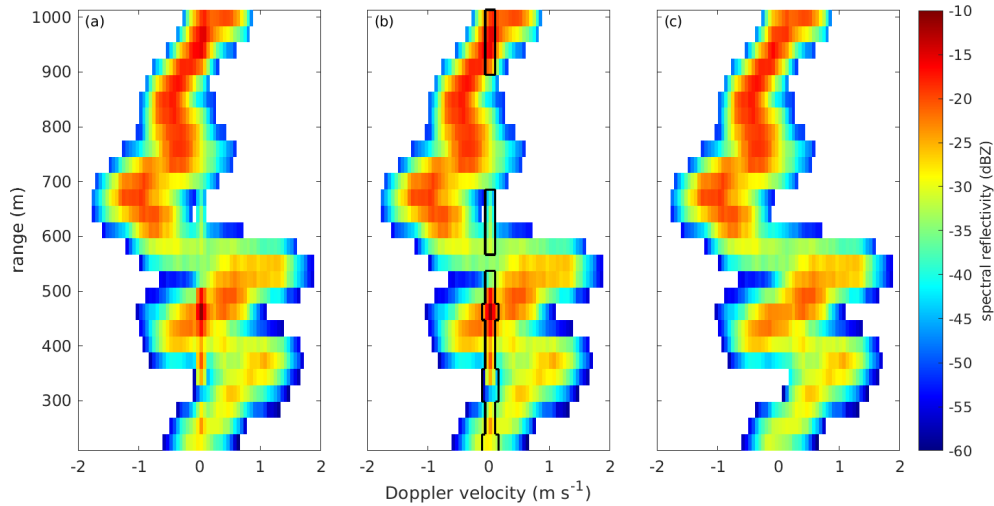 (a)
(b)
(c)
1000
900
800
700
600
500
400
300
range (m)
-2 -1 0 1 2
-2 -1 0 1 2
-2 -1 0 1 2
Doppler velocity (m s⁻¹)
-10
-15
-20
-25
-30
-35
-40
-45
-50
-55
-60
spectral reflectivity (dBZ)